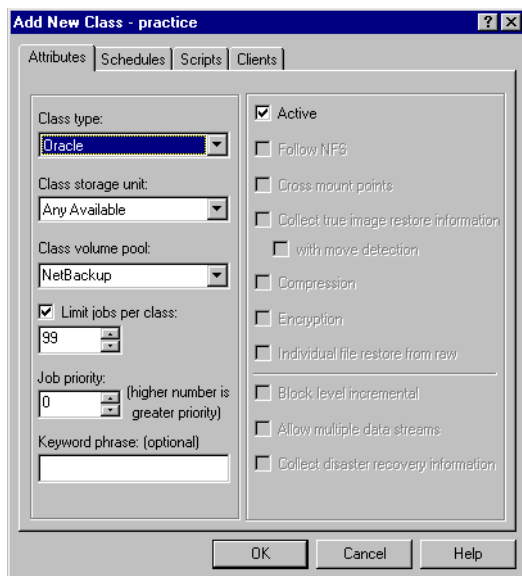 Add New Class - practice
Attributes Schedules Scripts Clients
Class type:
Oracle
Class storage unit:
Any Available
Class volume pool:
NetBackup
Limit jobs per class:
99
Job priority:
0 (higher number is
greater priority)
Keyword phrase: (optional)
Active
Follow NFS
Cross mount points
Collect true image restore information
with move detection
Compression
Encryption
Individual file restore from raw
Block level incremental
Allow multiple data streams
Collect disaster recovery information
OK Cancel Help